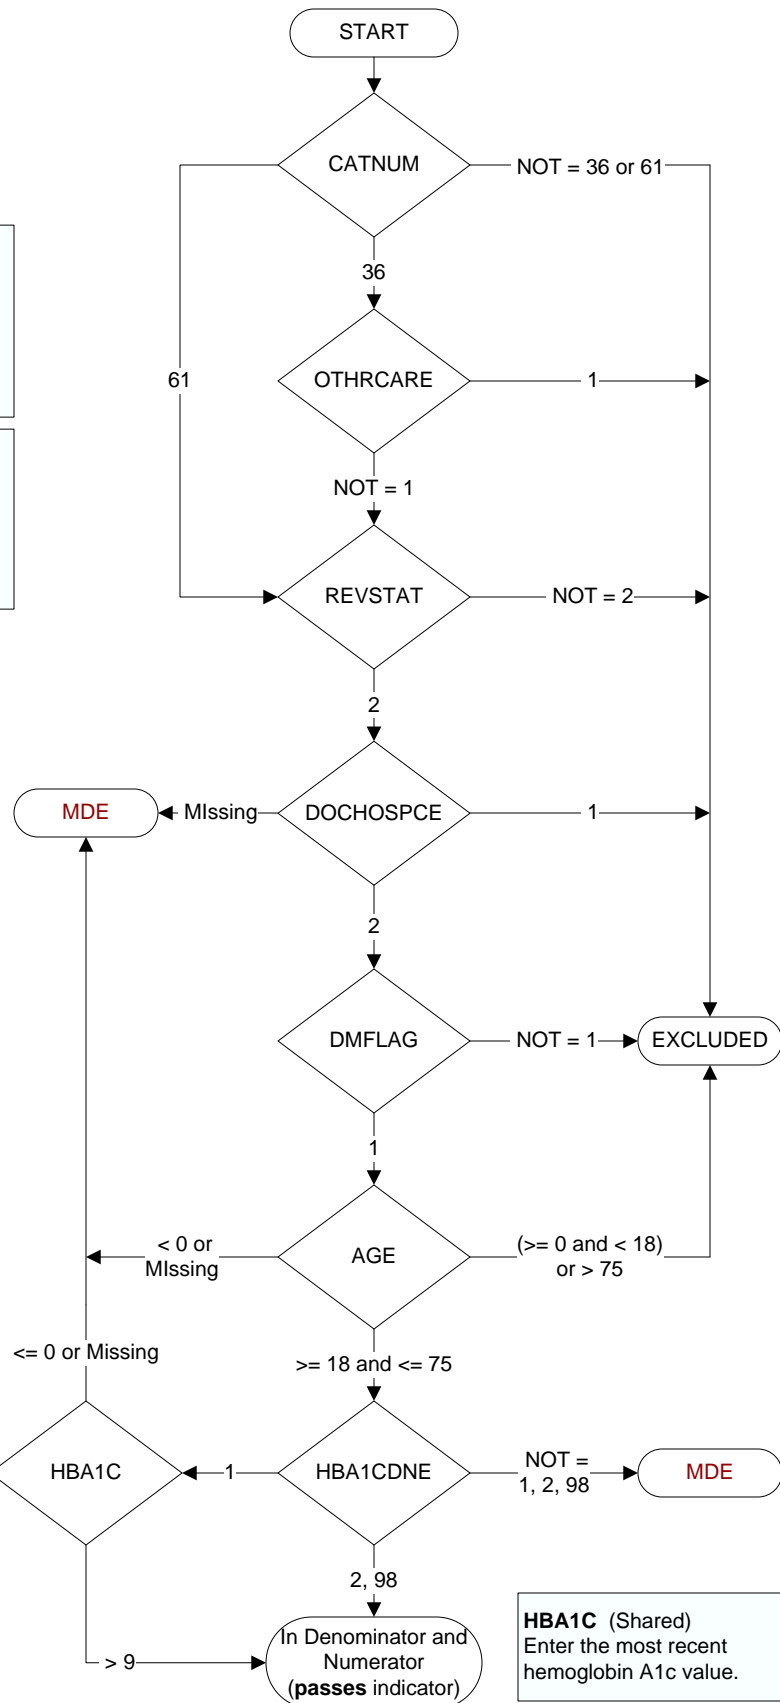 START
CATNUM
NOT = 36 or 61
36
61
OTHRCARE
1
NOT = 1
REVSTAT
NOT = 2
2
MDE
MIssing
DOCHOSPCE
1
2
DMFLAG
NOT = 1
EXCLUDED
1
< 0 or
MIssing
AGE
(>= 0 and < 18)
or > 75
<= 0 or Missing
>= 18 and <= 75
HBA1C
1
HBA1CDNE
NOT =
1, 2, 98
MDE
2, 98
> 9
In Denominator and
Numerator
(passes indicator)
HBA1C (Shared)
Enter the most recent
hemoglobin A1c value.